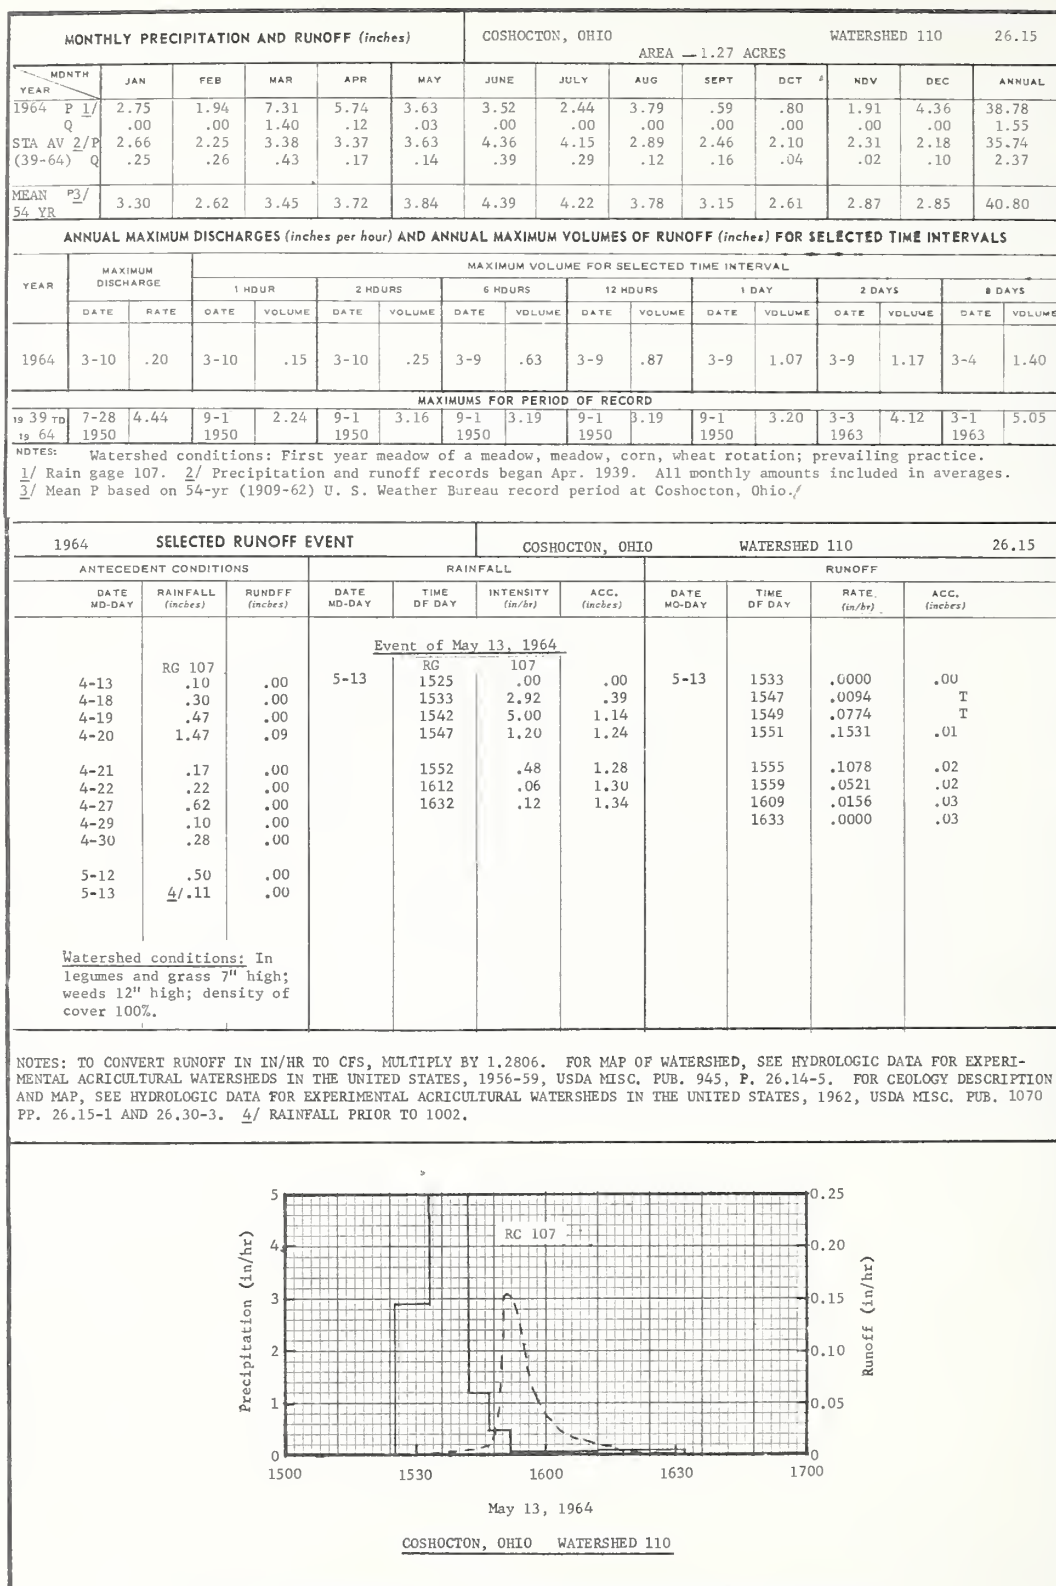 MONTHLY PRECIPITATION AND RUNOFF (inches) COSHOCTON, OHIO WATERSHED 110 26.15
AREA — 1.27 ACRES
MONTH YEAR JAN FEB MAR APR MAY JUNE JULY AUG SEPT OCT NOV DEC ANNUAL
1964 P 1/ 2.75 1.94 7.31 5.74 3.63 3.52 2.44 3.79 .59 .80 1.91 4.36 38.78
Q .00 .00 1.40 .12 .03 .00 .00 .00 .00 .00 .00 .00 1.55
STA AV 2/P 2.66 2.25 3.38 3.37 3.63 4.36 4.15 2.89 2.46 2.10 2.31 2.18 35.74
(39-64) Q .25 .26 .43 .17 .14 .39 .29 .12 .16 .04 .02 .10 2.37
MEAN P3/
54 YR 3.30 2.62 3.45 3.72 3.84 4.39 4.22 3.78 3.15 2.61 2.87 2.85 40.80
ANNUAL MAXIMUM DISCHARGES (inches per hour) AND ANNUAL MAXIMUM VOLUMES OF RUNOFF (inches) FOR SELECTED TIME INTERVALS
YEAR MAXIMUM DISCHARGE MAXIMUM VOLUME FOR SELECTED TIME INTERVAL
1 HOUR 2 HOURS 6 HOURS 12 HOURS 1 DAY 2 DAYS 8 DAYS
DATE RATE DATE VOLUME DATE VOLUME DATE VOLUME DATE VOLUME DATE VOLUME DATE VOLUME DATE VOLUME
1964 3-10 .20 3-10 .15 3-10 .25 3-9 .63 3-9 .87 3-9 1.07 3-9 1.17 3-4 1.40
MAXIMUMS FOR PERIOD OF RECORD
19 39 TO 7-28 4.44 9-1 2.24 9-1 3.16 9-1 3.19 9-1 3.19 9-1 3.20 3-3 4.12 3-1 5.05
19 64 1950 1950 1950 1950 1950 1950 1963 1963
NOTES: Watershed conditions: First year meadow of a meadow, meadow, corn, wheat rotation; prevailing practice.
1/ Rain gage 107. 2/ Precipitation and runoff records began Apr. 1939. All monthly amounts included in averages.
3/ Mean P based on 54-yr (1909-62) U. S. Weather Bureau record period at Coshocton, Ohio./
1964 SELECTED RUNOFF EVENT COSHOCTON, OHIO WATERSHED 110 26.15
ANTECEDENT CONDITIONS RAINFALL RUNOFF
DATE MO-DAY RAINFALL (inches) RUNOFF (inches) DATE MO-DAY TIME OF DAY INTENSITY (in/hr) ACC. (inches) DATE MO-DAY TIME OF DAY RATE (in/hr) ACC. (inches)
Event of May 13, 1964
RG 107 RG 107
4-13 .10 .00 5-13 1525 .00 .00 5-13 1533 .0000 .00
4-18 .30 .00 1533 2.92 .39 1547 .0094 T
4-19 .47 .00 1542 5.00 1.14 1549 .0774 T
4-20 1.47 .09 1547 1.20 1.24 1551 .1531 .01
4-21 .17 .00 1552 .48 1.28 1555 .1078 .02
4-22 .22 .00 1612 .06 1.30 1559 .0521 .02
4-27 .62 .00 1632 .12 1.34 1609 .0156 .03
4-29 .10 .00 1633 .0000 .03
4-30 .28 .00
5-12 .50 .00
5-13 4/.11 .00
Watershed conditions: In
legumes and grass 7" high;
weeds 12" high; density of
cover 100%.
NOTES: TO CONVERT RUNOFF IN IN/HR TO CFS, MULTIPLY BY 1.2806. FOR MAP OF WATERSHED, SEE HYDROLOGIC DATA FOR EXPERI-
MENTAL AGRICULTURAL WATERSHEDS IN THE UNITED STATES, 1956-59, USDA MISC. PUB. 945, P. 26.14-5. FOR GEOLOGY DESCRIPTION
AND MAP, SEE HYDROLOGIC DATA FOR EXPERIMENTAL AGRICULTURAL WATERSHEDS IN THE UNITED STATES, 1962, USDA MISC. PUB. 1070
PP. 26.15-1 AND 26.30-3. 4/ RAINFALL PRIOR TO 1002.
5 0.25
RG 107
4 0.20
3 0.15
2 0.10
1 0.05
0 0
Precipitation (in/hr)
Runoff (in/hr)
1500 1530 1600 1630 1700
May 13, 1964
COSHOCTON, OHIO WATERSHED 110